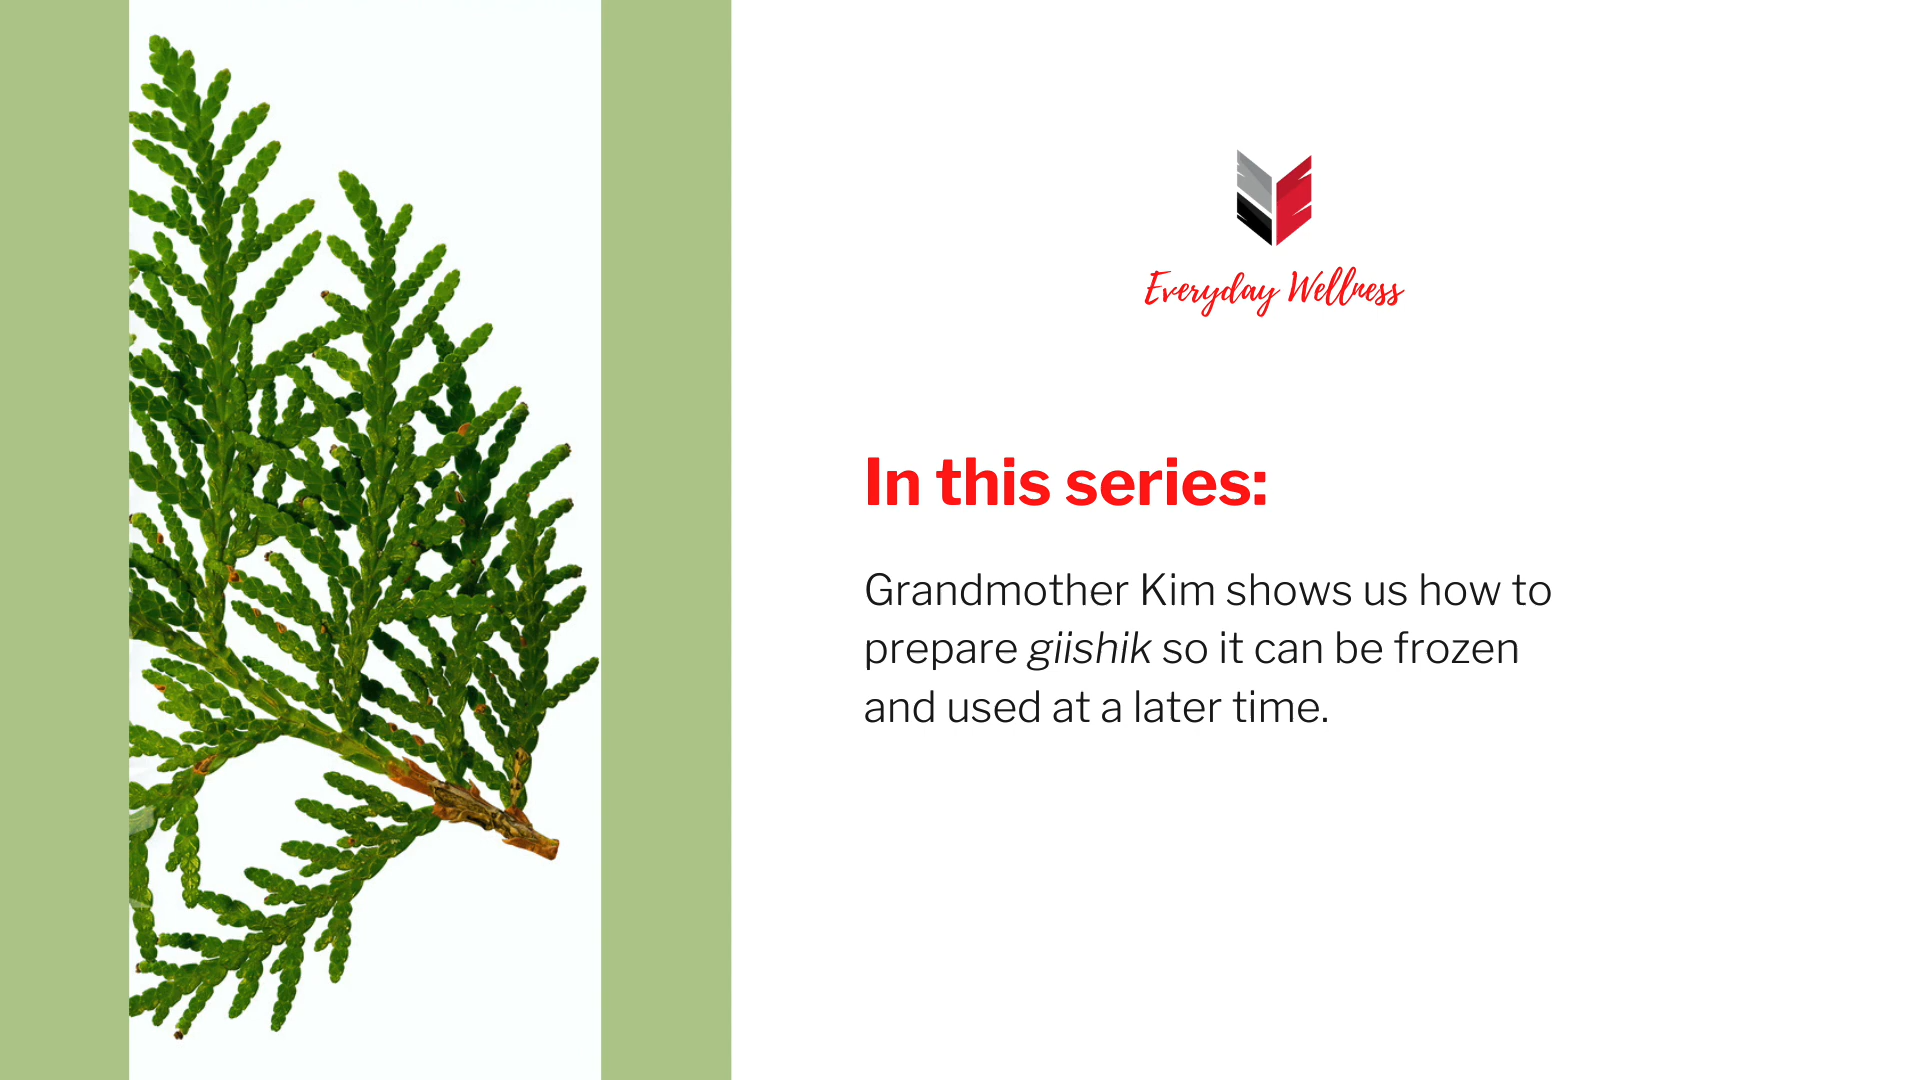 Everyday Wellness
In this series:
Grandmother Kim shows us how to
prepare giishik so it can be frozen
and used at a later time.